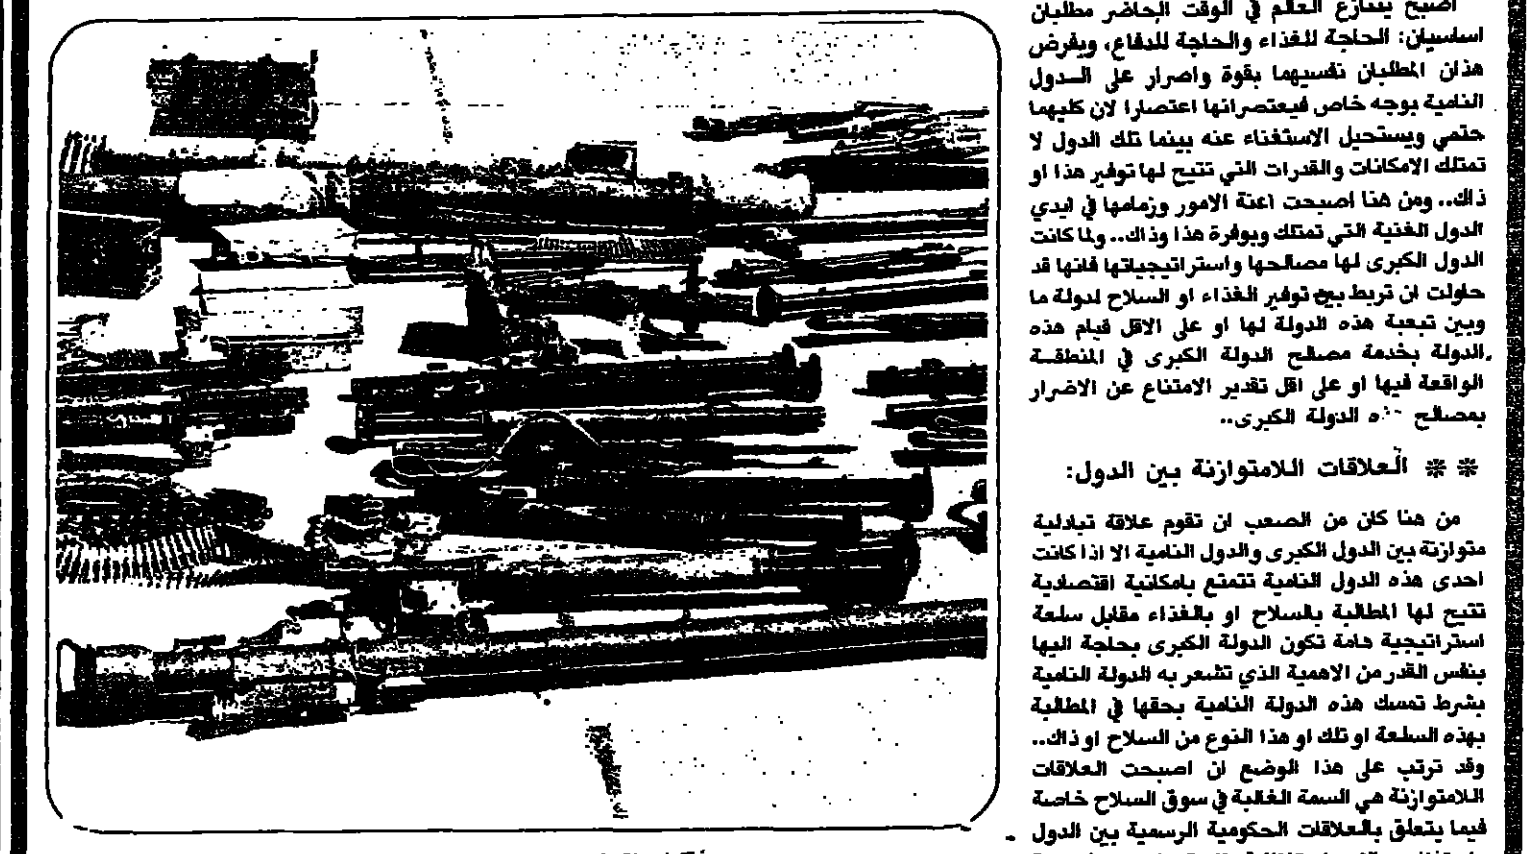 اصبح يتنازع العالم في الوقت الحاضر مطلبان
اساسيان: الحاجة للغذاء والحاجة للدفاع، ويفرض
هذان المطلبان نفسيهما بقوة واصرار على الــدول
النامية بوجه خاص فيعتصرانها اعتصارا لان كليهما
حتمي ويستحيل الاستغناء عنه بينما تلك الدول لا
تمتلك الامكانات والقدرات التي تتيح لها توفير هذا او
ذاك.. ومن هنا اصبحت اعنة الامور وزمامها في ايدي
الدول الغنية التي تمتلك وبوفرة هذا وذاك.. ولما كانت
الدول الكبرى لها مصالحها واستراتيجياتها فانها قد
حاولت ان تربط بين توفير الغذاء او السلاح لدولة ما
وبين تبعية هذه الدولة لها او على الاقل قيام هذه
الدولة بخدمة مصالح الدولة الكبرى في المنطقــة
الواقعة فيها او على اقل تقدير الامتناع عن الاضرار
بمصالح الدولة الكبرى..
** العلاقات اللامتوازنة بين الدول:
من هنا كان من الصعب ان تقوم علاقة تبادلية
متوازنة بين الدول الكبرى والدول النامية الا اذا كانت
احدى هذه الدول النامية تتمتع بامكانية اقتصادية
تتيح لها المطالبة بالسلاح او بالغذاء مقابل سلعة
استراتيجية هامة تكون الدولة الكبرى بحاجة اليها
بنفس القدر من الاهمية الذي تشعر به الدولة النامية
بشرط تمسك هذه الدولة النامية بحقها في المطالبة
بهذه السلعة او تلك او هذا النوع من السلاح او ذاك..
وقد ترتب على هذا الوضع ان اصبحت العلاقات
اللامتوازنة هي السمة الغالبة في سوق السلاح خاصة
فيما يتعلق بالعلاقات الحكومية الرسمية بين الدول